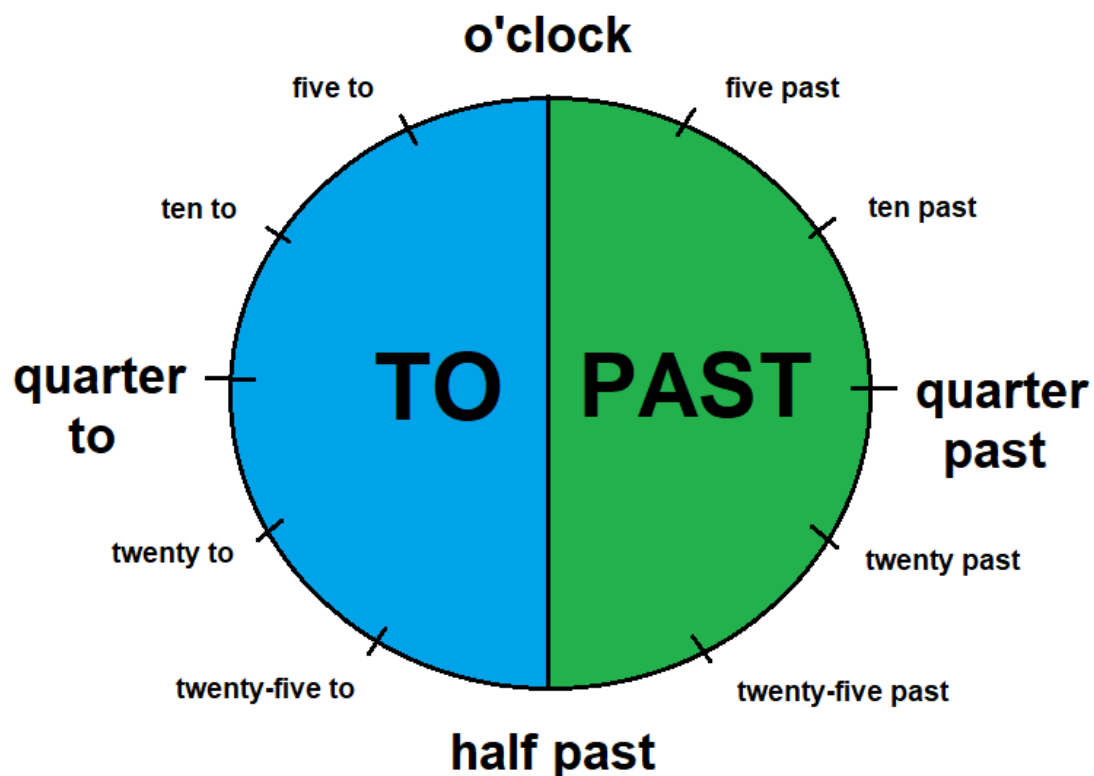 o'clock
five to
five past
ten to
ten past
TO
PAST
quarter
to
quarter
past
twenty to
twenty past
twenty-five to
twenty-five past
half past